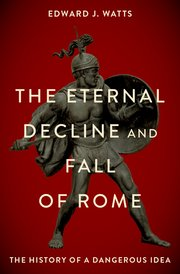 EDWARD J. WATTS
THE ETERNAL
DECLINE AND
FALL
OF ROME
THE HISTORY OF A DANGEROUS IDEA